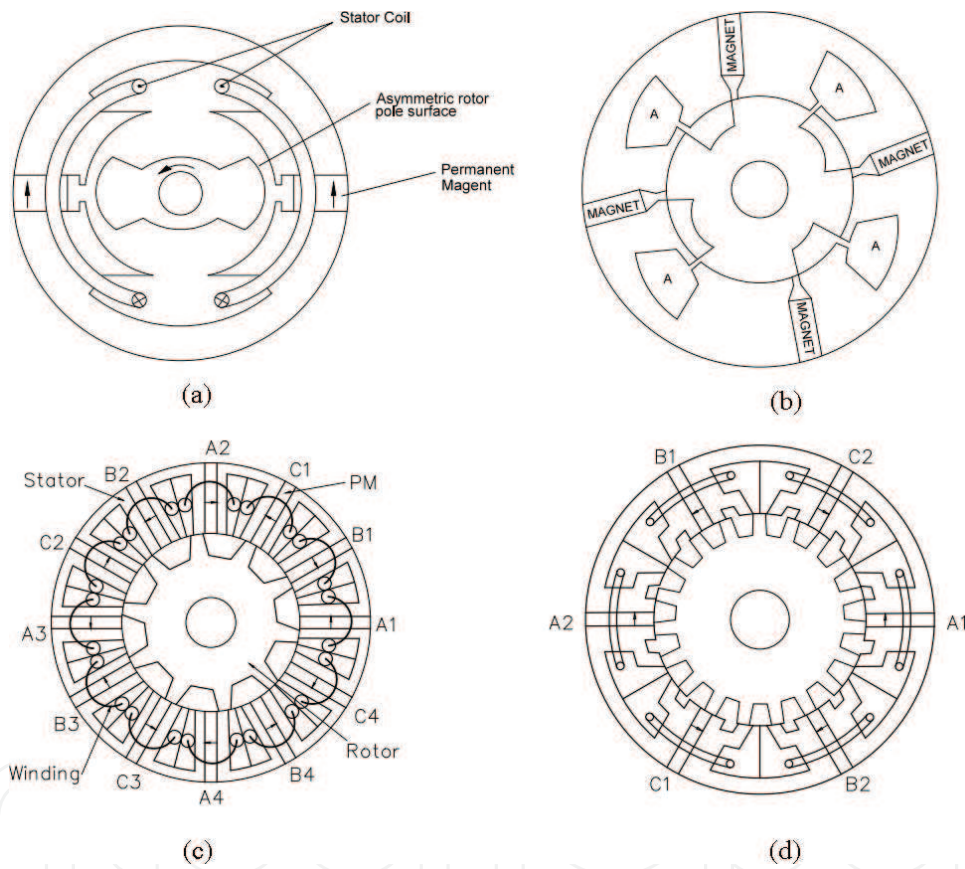 Stator Coil
Asymmetric rotor
pole surface
Permanent
Magent
(a)
MAGNET
A
A
MAGNET
MAGNET
A
A
MAGNET
(b)
A2
B2
C1
Stator
PM
C2
B1
A3
A1
B3
C4
Winding
Rotor
C3
B4
A4
(c)
B1
C2
A2
A1
C1
B2
(d)